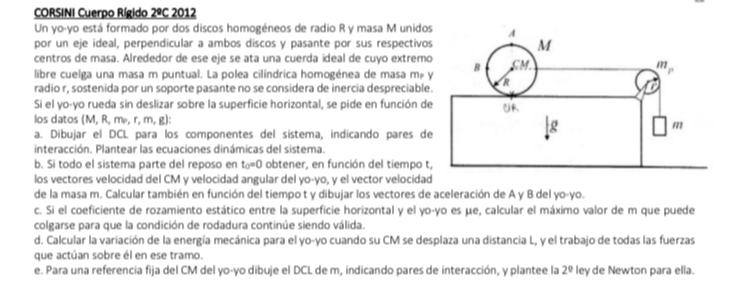 CORSINI Cuerpo Rígido 2ºC 2012
Un yo-yo está formado por dos discos homogéneos de radio R y masa M unidos
por un eje ideal, perpendicular a ambos discos y pasante por sus respectivos
centros de masa. Alrededor de ese eje se ata una cuerda ideal de cuyo extremo
libre cuelga una masa m puntual. La polea cilíndrica homogénea de masa mₚ y
radio r, sostenida por un soporte pasante no se considera de inercia despreciable.
Si el yo-yo rueda sin deslizar sobre la superficie horizontal, se pide en función de
los datos (M, R, mₚ, r, m, g):
a. Dibujar el DCL para los componentes del sistema, indicando pares de
interacción. Plantear las ecuaciones dinámicas del sistema.
b. Si todo el sistema parte del reposo en t₀=0 obtener, en función del tiempo t,
los vectores velocidad del CM y velocidad angular del yo-yo, y el vector velocidad
de la masa m. Calcular también en función del tiempo t y dibujar los vectores de aceleración de A y B del yo-yo.
c. Si el coeficiente de rozamiento estático entre la superficie horizontal y el yo-yo es μe, calcular el máximo valor de m que puede
colgarse para que la condición de rodadura continúe siendo válida.
d. Calcular la variación de la energía mecánica para el yo-yo cuando su CM se desplaza una distancia L, y el trabajo de todas las fuerzas
que actúan sobre él en ese tramo.
e. Para una referencia fija del CM del yo-yo dibuje el DCL de m, indicando pares de interacción, y plantee la 2º ley de Newton para ella.
A
M
B
CM
R
mₚ
r
g
m